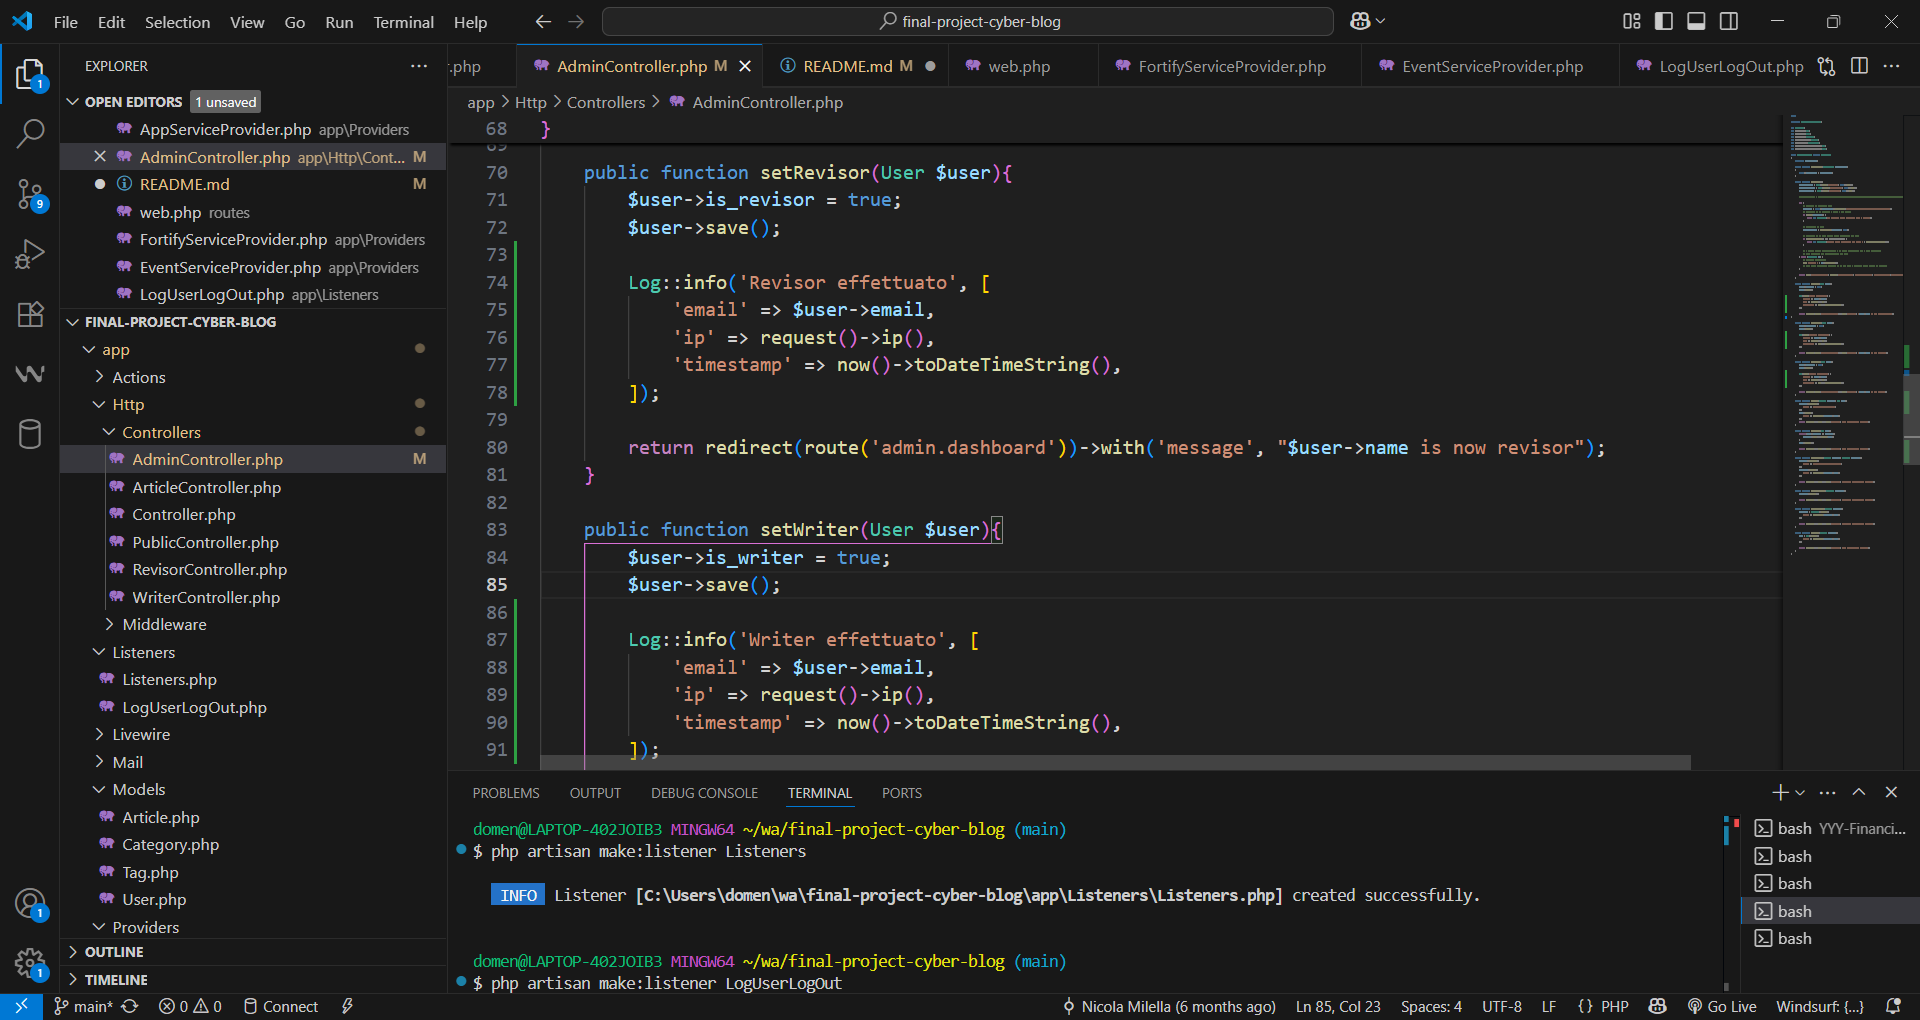 File Edit Selection View Go Run Terminal Help
final-project-cyber-blog
EXPLORER
OPEN EDITORS 1 unsaved
AppServiceProvider.php app\Providers
AdminController.php app\Http\Cont... M
README.md M
web.php routes
FortifyServiceProvider.php app\Providers
EventServiceProvider.php app\Providers
LogUserLogOut.php app\Listeners
FINAL-PROJECT-CYBER-BLOG
app
Actions
Http
Controllers
AdminController.php M
ArticleController.php
Controller.php
PublicController.php
RevisorController.php
WriterController.php
Middleware
Listeners
Listeners.php
LogUserLogOut.php
Livewire
Mail
Models
Article.php
Category.php
Tag.php
User.php
Providers
OUTLINE
TIMELINE
1
9
1
1
.php AdminController.php M README.md M web.php FortifyServiceProvider.php EventServiceProvider.php LogUserLogOut.php
app > Http > Controllers > AdminController.php
68 }
69
70 public function setRevisor(User $user){
71 $user->is_revisor = true;
72 $user->save();
73
74 Log::info('Revisor effettuato', [
75 'email' => $user->email,
76 'ip' => request()->ip(),
77 'timestamp' => now()->toDateTimeString(),
78 ]);
79
80 return redirect(route('admin.dashboard'))->with('message', "$user->name is now revisor");
81 }
82
83 public function setWriter(User $user){
84 $user->is_writer = true;
85 $user->save();
86
87 Log::info('Writer effettuato', [
88 'email' => $user->email,
89 'ip' => request()->ip(),
90 'timestamp' => now()->toDateTimeString(),
91 ]);
PROBLEMS OUTPUT DEBUG CONSOLE TERMINAL PORTS
domen@LAPTOP-402JOIB3 MINGW64 ~/wa/final-project-cyber-blog (main)
$ php artisan make:listener Listeners
INFO Listener [C:\Users\domen\wa\final-project-cyber-blog\app\Listeners\Listeners.php] created successfully.
domen@LAPTOP-402JOIB3 MINGW64 ~/wa/final-project-cyber-blog (main)
$ php artisan make:listener LogUserLogOut
bash YYY-Financi...
bash
bash
bash
bash
main* 0 0 Connect Nicola Milella (6 months ago) Ln 85, Col 23 Spaces: 4 UTF-8 LF {} PHP Go Live Windsurf: {...}